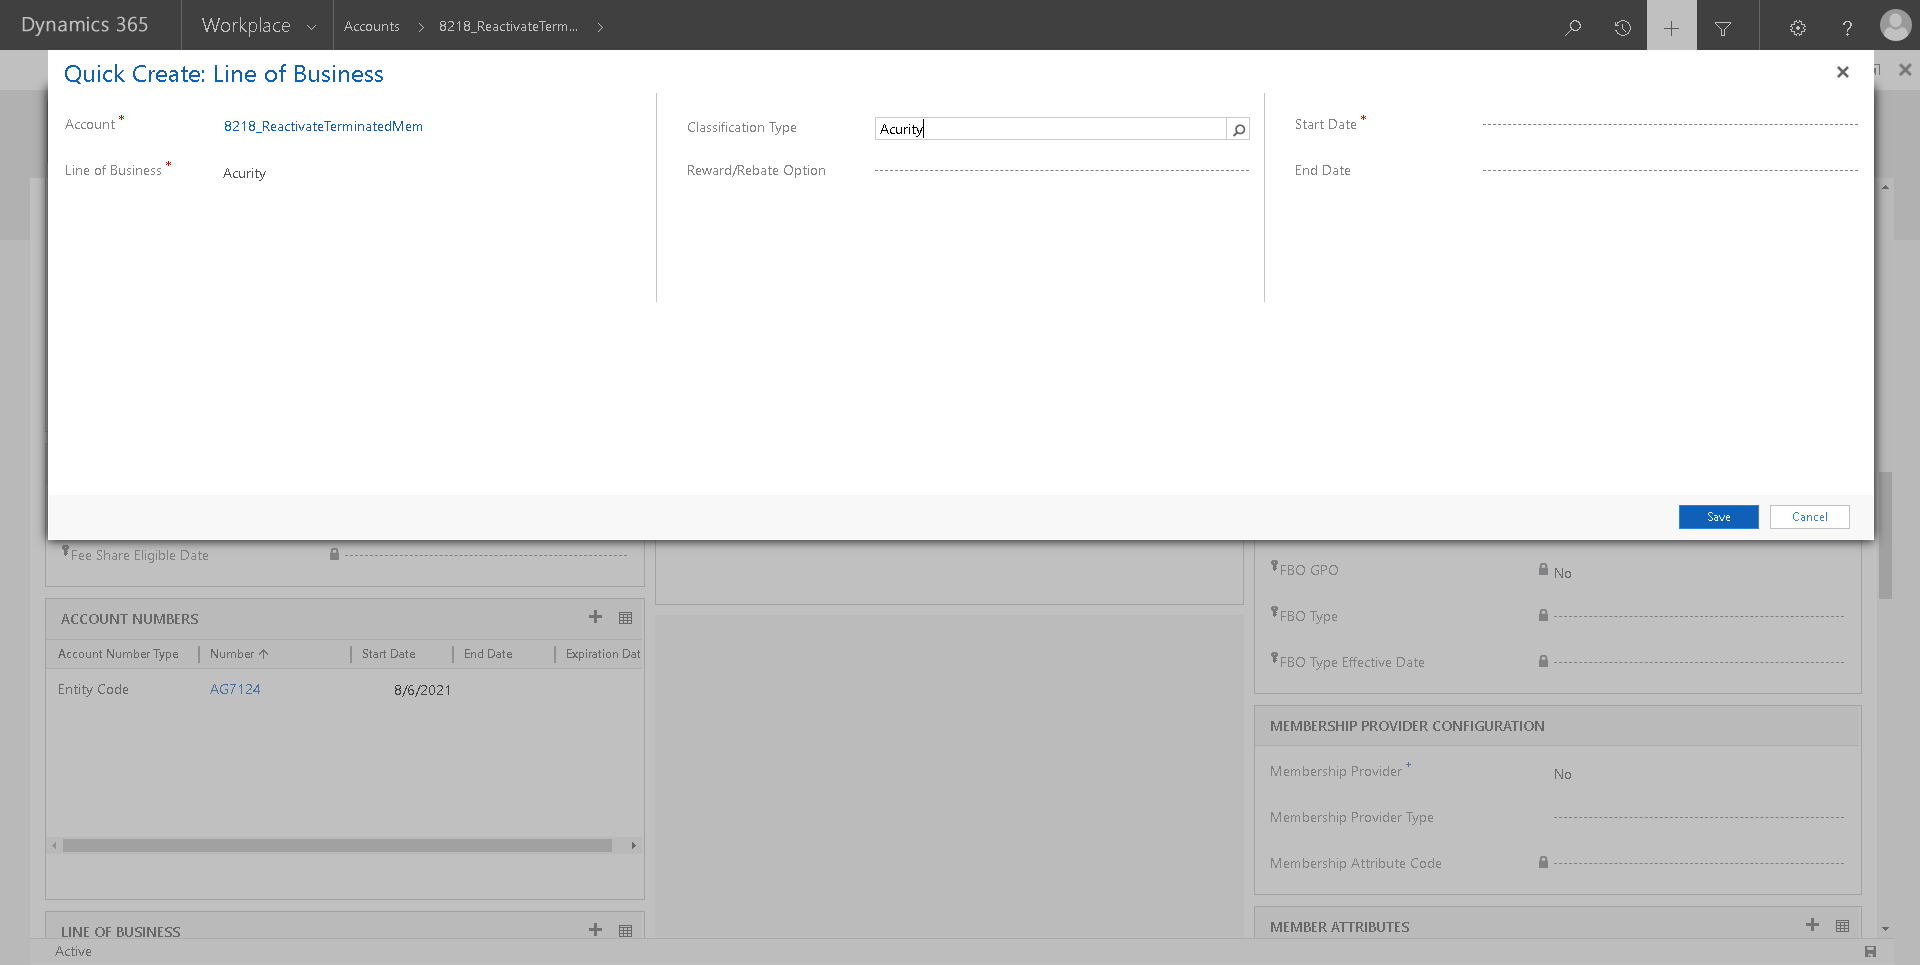 Dynamics 365
Workplace
Accounts
8218_ReactivateTerm...
Quick Create: Line of Business
Account *
8218_ReactivateTerminatedMem
Classification Type
Acurity
Start Date *
Line of Business *
Acurity
Reward/Rebate Option
End Date
Save
Cancel
Fee Share Eligible Date
FBO GPO
No
FBO Type
FBO Type Effective Date
ACCOUNT NUMBERS
Account Number Type
Number
Start Date
End Date
Expiration Dat
Entity Code
AG7124
8/6/2021
MEMBERSHIP PROVIDER CONFIGURATION
Membership Provider +
No
Membership Provider Type
Membership Attribute Code
LINE OF BUSINESS
MEMBER ATTRIBUTES
Active